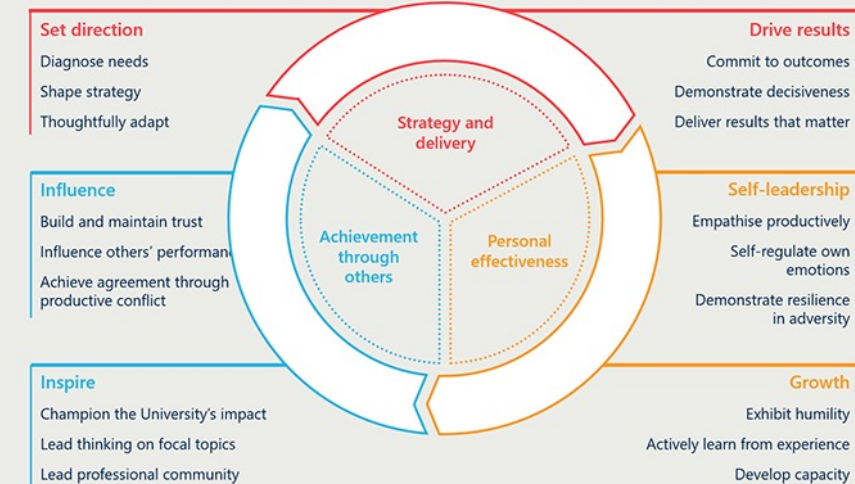 Set direction
Diagnose needs
Shape strategy
Thoughtfully adapt
Drive results
Commit to outcomes
Demonstrate decisiveness
Deliver results that matter
Strategy and
delivery
Influence
Build and maintain trust
Influence others’ performan
Achieve agreement through
productive conflict
Achievement
through
others
Personal
effectiveness
Self-leadership
Empathise productively
Self-regulate own
emotions
Demonstrate resilience
in adversity
Inspire
Champion the University’s impact
Lead thinking on focal topics
Lead professional community
Growth
Exhibit humility
Actively learn from experience
Develop capacity